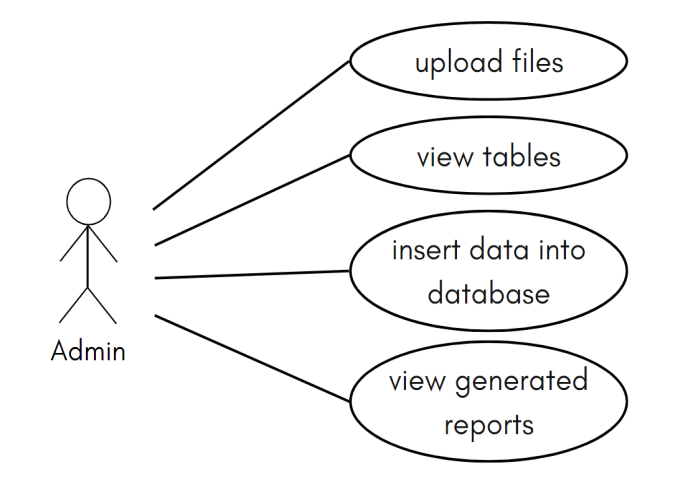 upload files
view tables
insert data into
database
view generated
reports
Admin